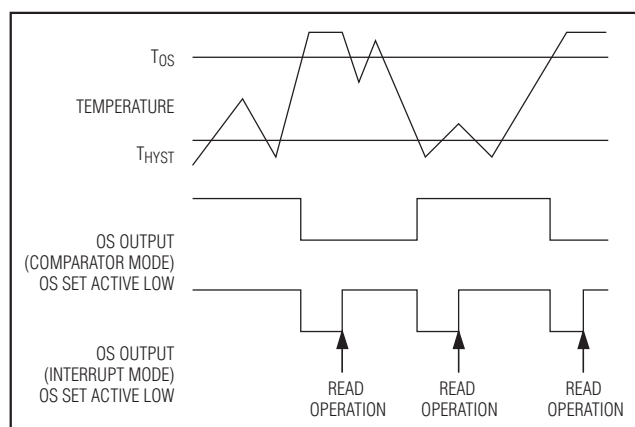 TOS
TEMPERATURE
THYST
OS OUTPUT
(COMPARATOR MODE)
OS SET ACTIVE LOW
OS OUTPUT
(INTERRUPT MODE)
OS SET ACTIVE LOW
READ
OPERATION
READ
OPERATION
READ
OPERATION